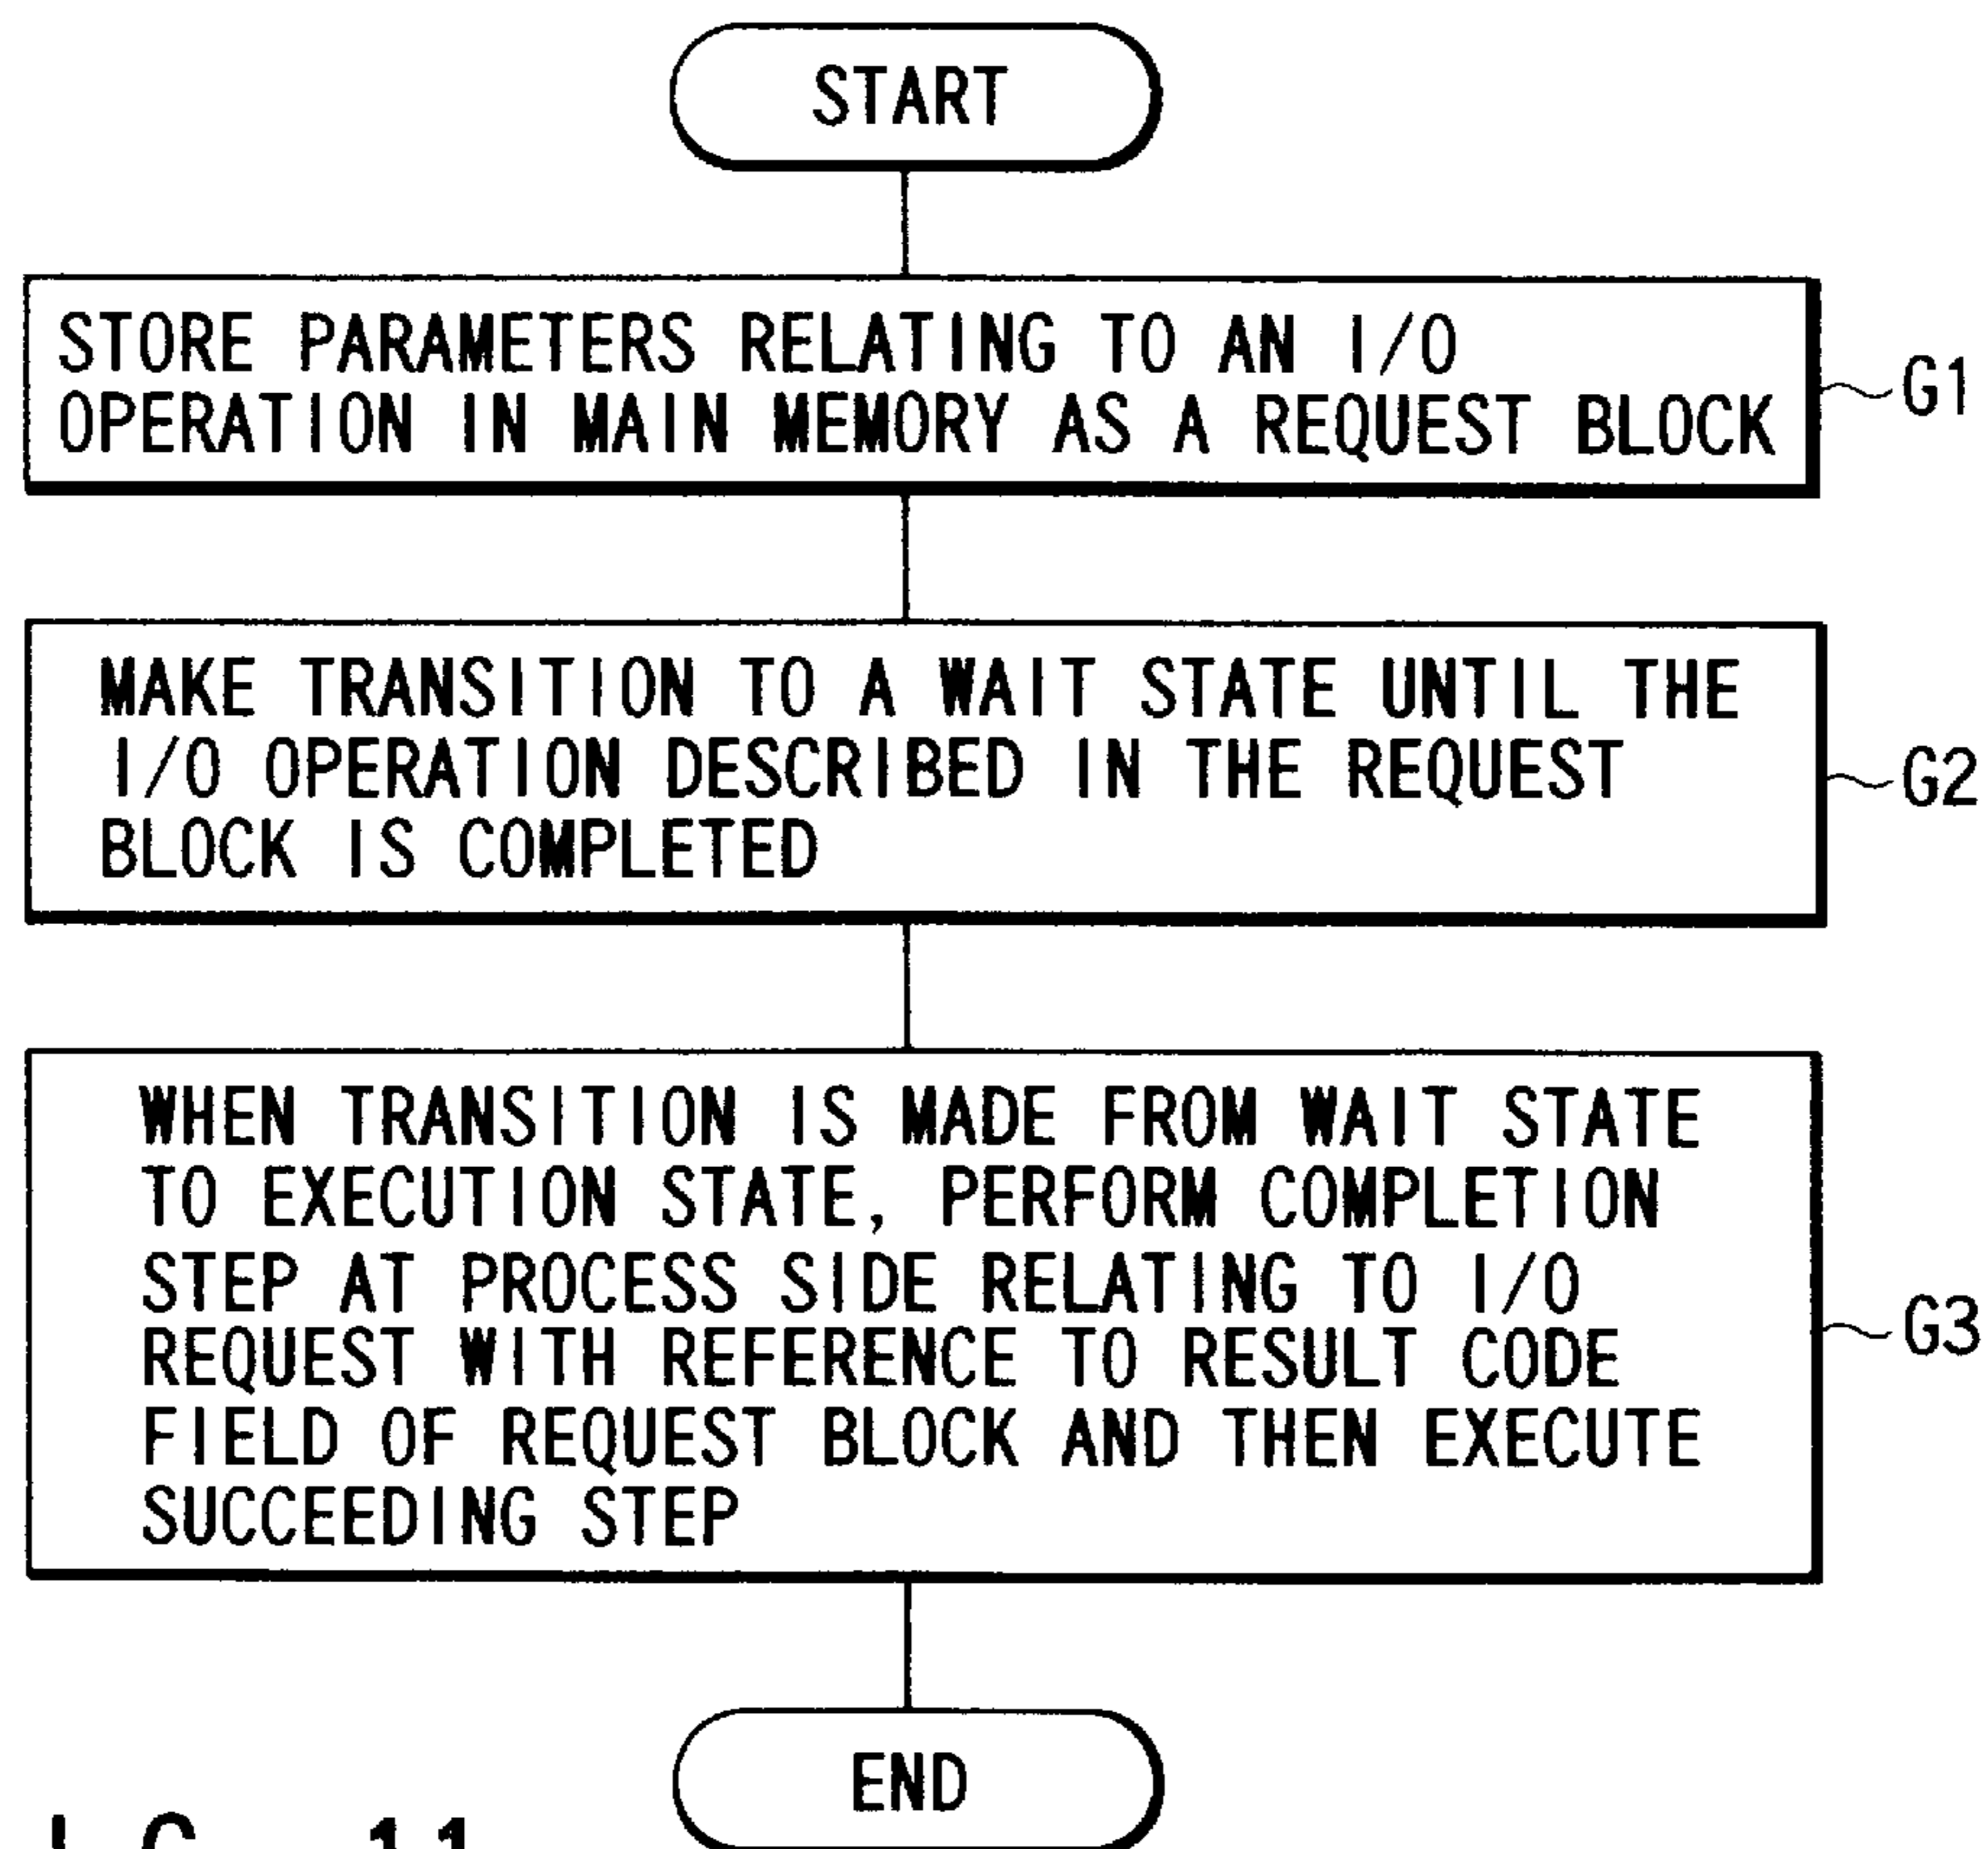 START
STORE PARAMETERS RELATING TO AN I/O
OPERATION IN MAIN MEMORY AS A REQUEST BLOCK
G1
MAKE TRANSITION TO A WAIT STATE UNTIL THE
I/O OPERATION DESCRIBED IN THE REQUEST
BLOCK IS COMPLETED
G2
WHEN TRANSITION IS MADE FROM WAIT STATE
TO EXECUTION STATE, PERFORM COMPLETION
STEP AT PROCESS SIDE RELATING TO I/O
REQUEST WITH REFERENCE TO RESULT CODE
FIELD OF REQUEST BLOCK AND THEN EXECUTE
SUCCEEDING STEP
G3
END